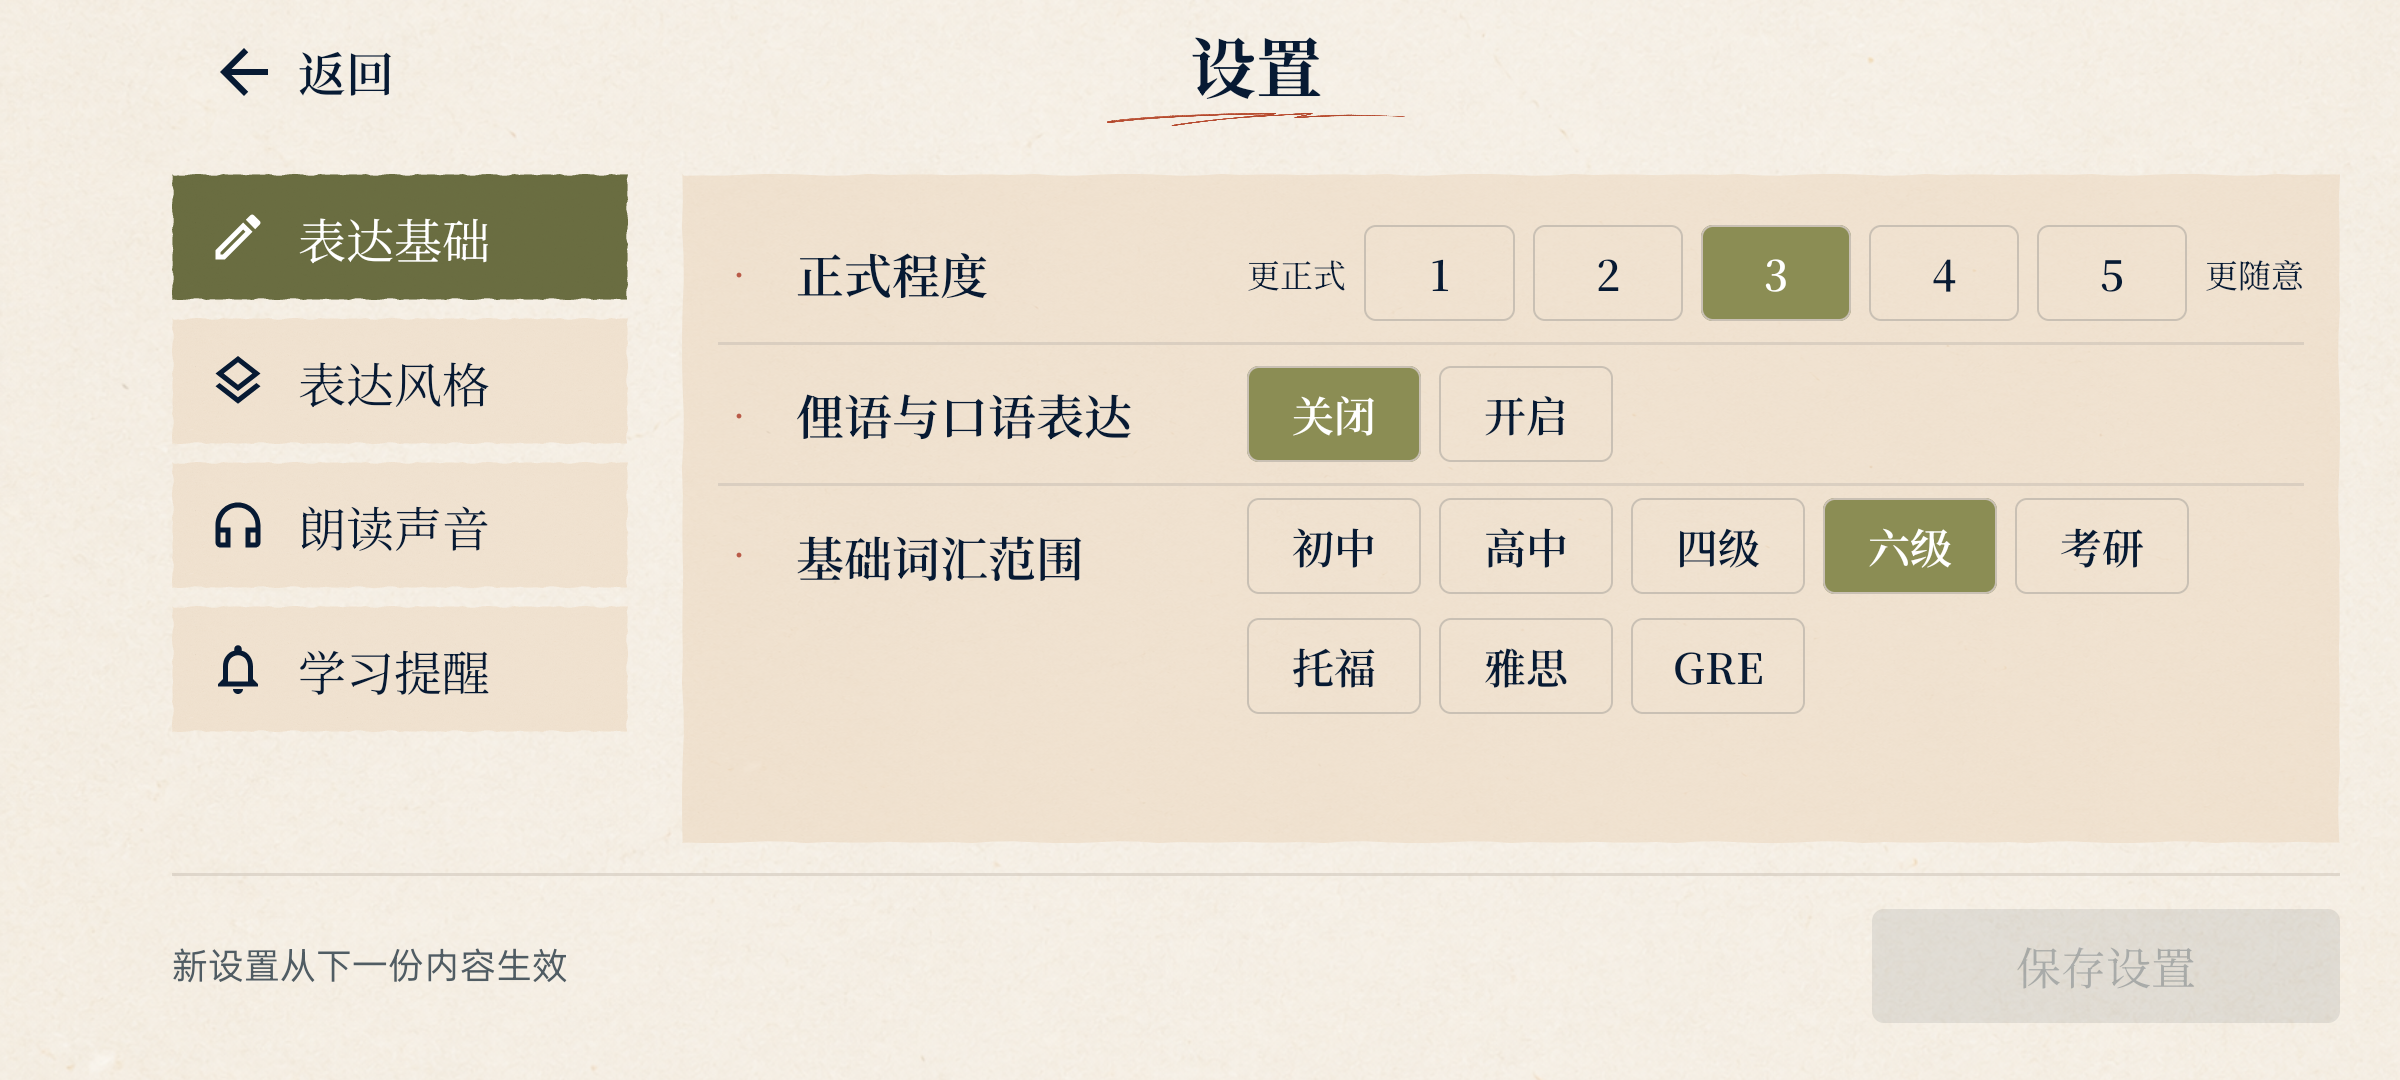 返回
设置
表达基础
表达风格
朗读声音
学习提醒
正式程度
更正式 1 2 3 4 5 更随意
俚语与口语表达
关闭 开启
基础词汇范围
初中 高中 四级 六级 考研
托福 雅思 GRE
新设置从下一份内容生效
保存设置